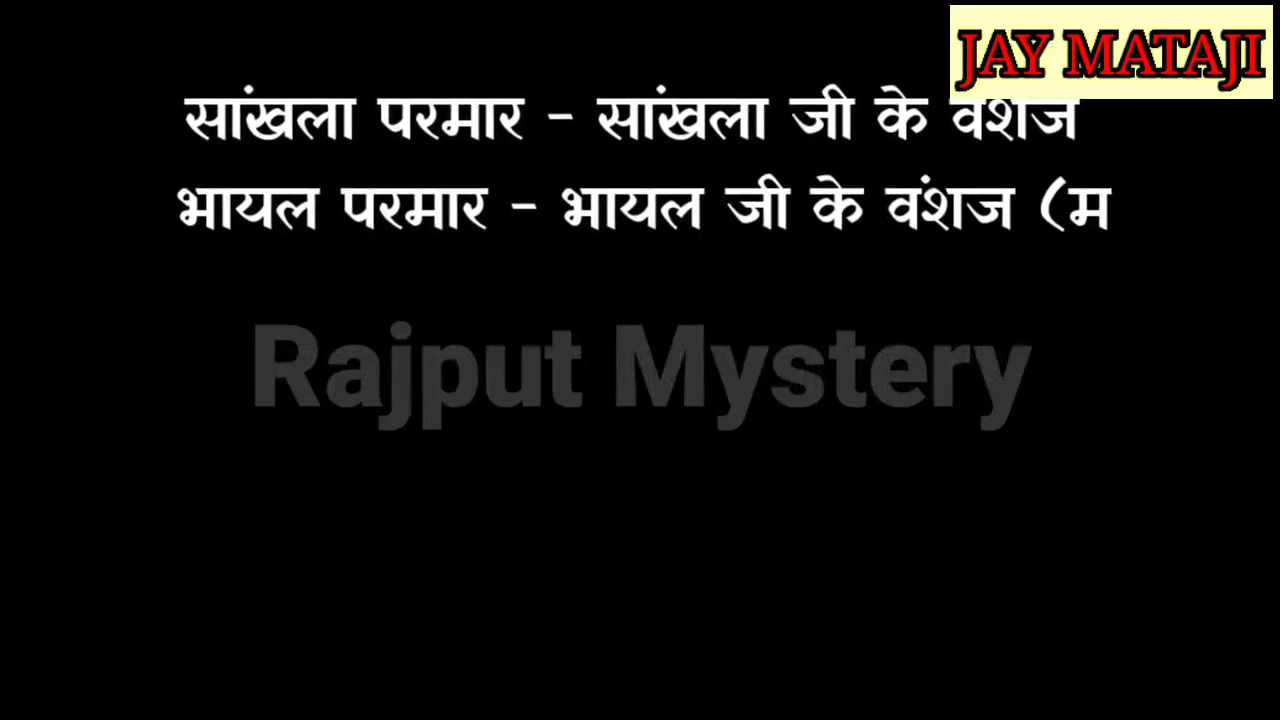 JAY MATAJI
सांखला परमार - सांखला जी के वंशज
भायल परमार - भायल जी के वंशज (म
Rajput Mystery